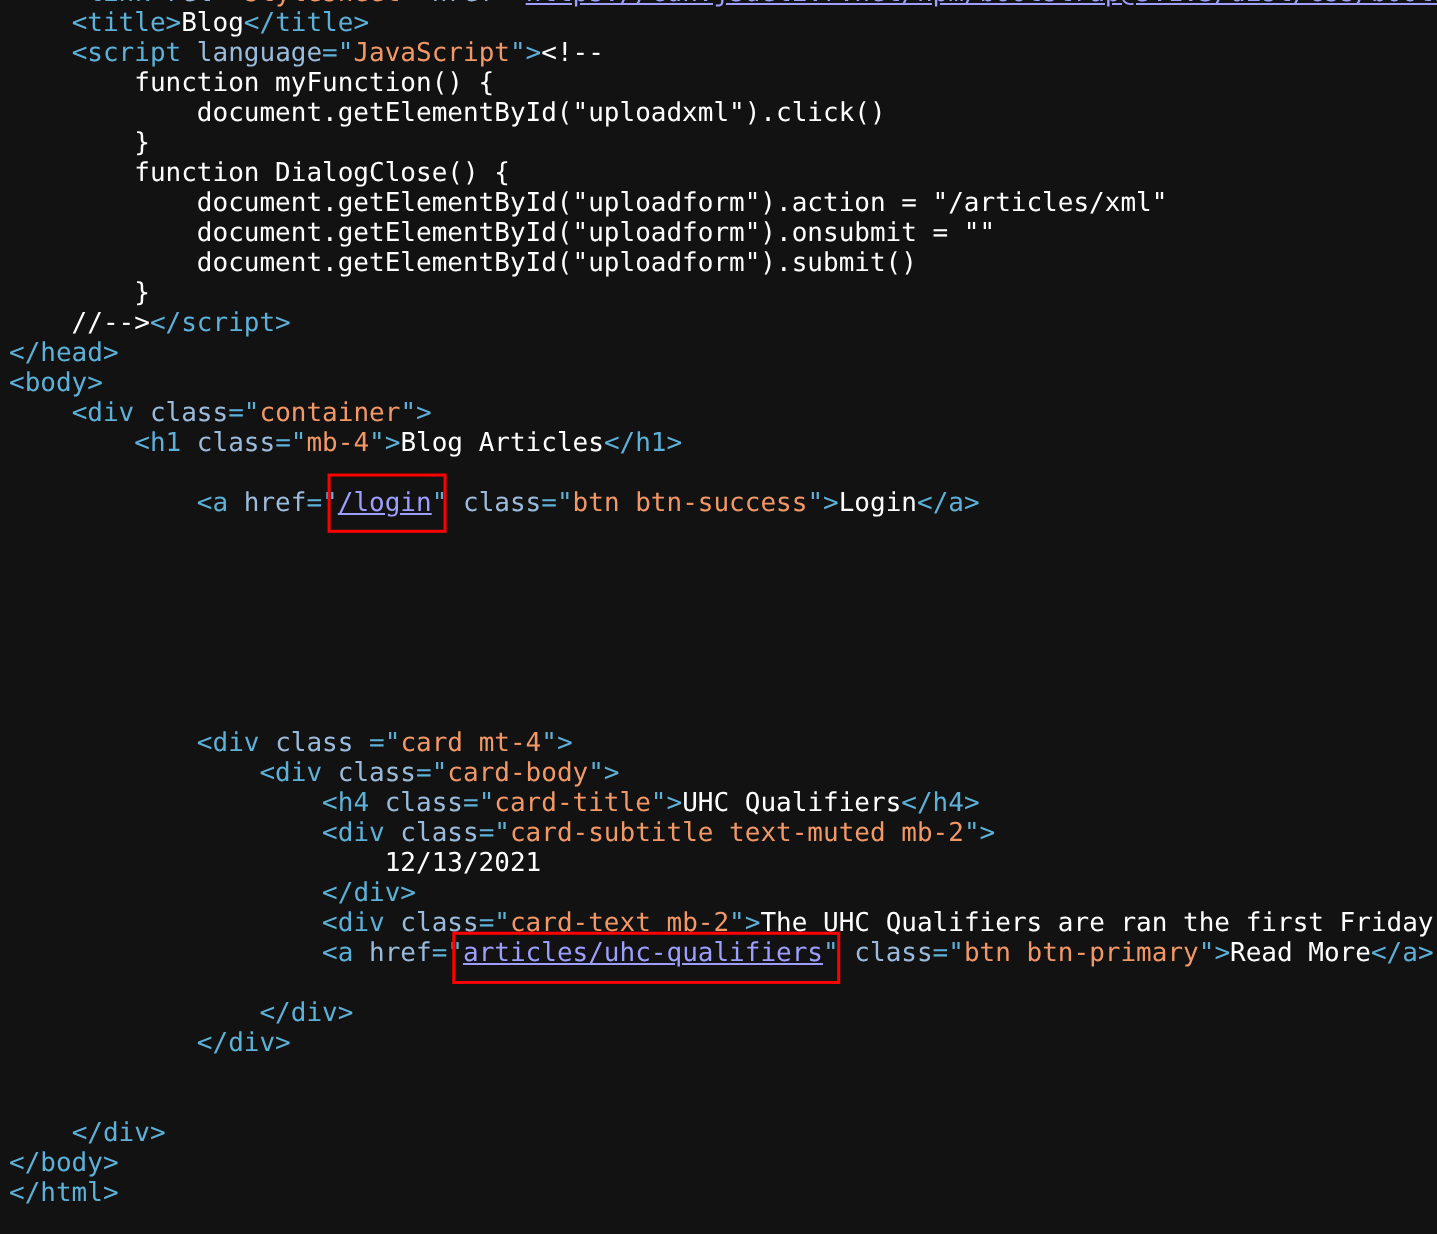 <title>Blog</title>
<script language="JavaScript"><!--
function myFunction() {
document.getElementById("uploadxml").click()
}
function DialogClose() {
document.getElementById("uploadform").action = "/articles/xml"
document.getElementById("uploadform").onsubmit = ""
document.getElementById("uploadform").submit()
}
//--></script>
</head>
<body>
<div class="container">
<h1 class="mb-4">Blog Articles</h1>
<a href="/login" class="btn btn-success">Login</a>
<div class ="card mt-4">
<div class="card-body">
<h4 class="card-title">UHC Qualifiers</h4>
<div class="card-subtitle text-muted mb-2">
12/13/2021
</div>
<div class="card-text mb-2">The UHC Qualifiers are ran the first Friday
<a href="articles/uhc-qualifiers" class="btn btn-primary">Read More</a>
</div>
</div>
</div>
</body>
</html>